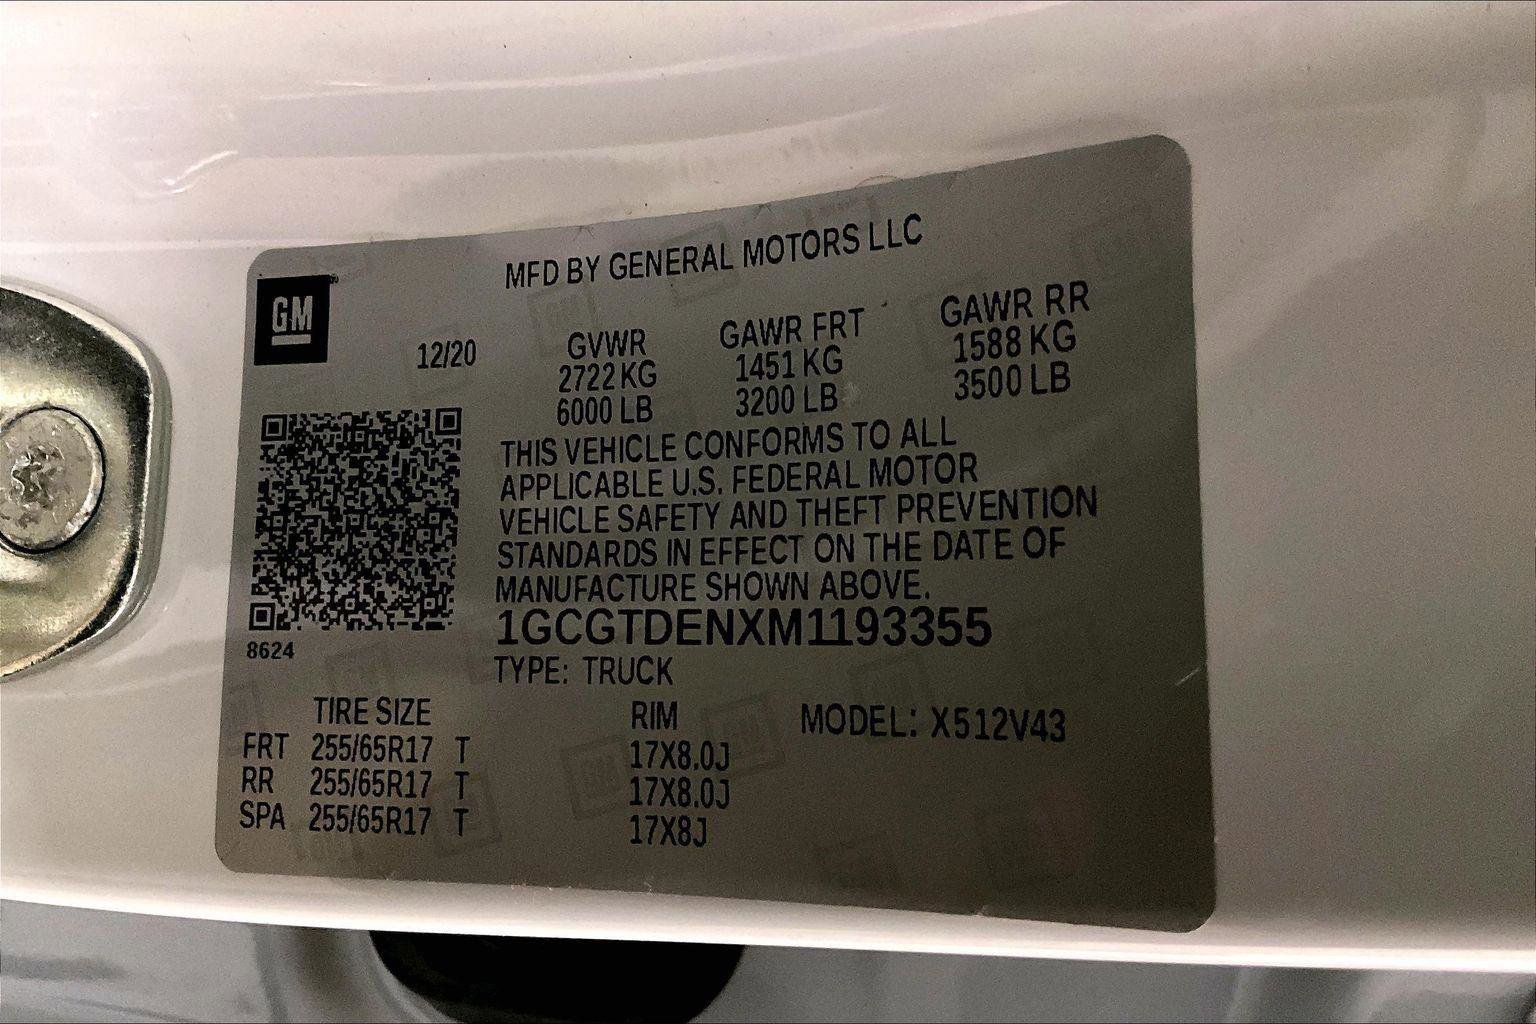 MFD BY GENERAL MOTORS LLC
GM
12/20 GVWR GAWR FRT GAWR RR
2722 KG 1451 KG 1588 KG
6000 LB 3200 LB 3500 LB
THIS VEHICLE CONFORMS TO ALL
APPLICABLE U.S. FEDERAL MOTOR
VEHICLE SAFETY AND THEFT PREVENTION
STANDARDS IN EFFECT ON THE DATE OF
MANUFACTURE SHOWN ABOVE.
1GCGTDENXM1193355
8624
TYPE: TRUCK
TIRE SIZE RIM MODEL: X512V43
FRT 255/65R17 T 17X8.0J
RR 255/65R17 T 17X8.0J
SPA 255/65R17 T 17X8J